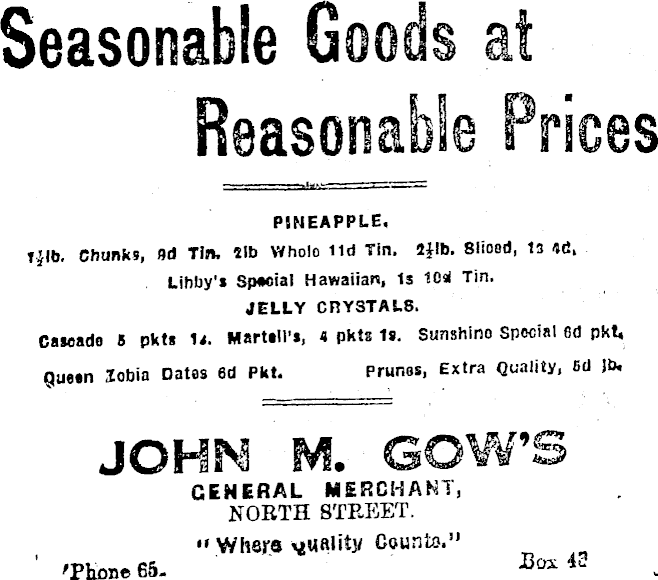 Seasonable Goods at
Reasonable Prices
PINEAPPLE.
1½lb. Chunks, 9d Tin. 2lb Whole 11d Tin. 2½lb. Sliced, 1s 4d.
Libby's Special Hawaiian, 1s 10d Tin.
JELLY CRYSTALS.
Cascade 5 pkts 1s. Martell's, 4 pkts 1s. Sunshine Special 6d pkt.
Queen Zobia Dates 6d Pkt. Prunes, Extra Quality, 5d lb.
JOHN M. GOW'S
GENERAL MERCHANT,
NORTH STREET.
"Where Quality Counts."
'Phone 65. Box